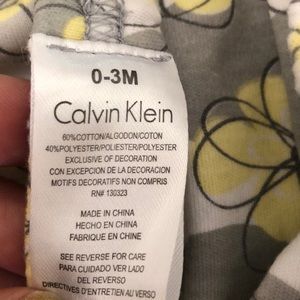 0-3M
Calvin Klein
60%COTTON/ALGODON/COTON
40%POLYESTER/POLIESTER/POLYESTER
EXCLUSIVE OF DECORATION
CON EXCEPCION DE LA DECORACION
MOTIFS DECORATIFS NON COMPRIS
RN# 130323
MADE IN CHINA
HECHO EN CHINA
FABRIQUE EN CHINE
SEE REVERSE FOR CARE
PARA CUIDADO VER LADO
DEL REVERSO
DIRECTIVES D'ENTRETIEN AU VERSO